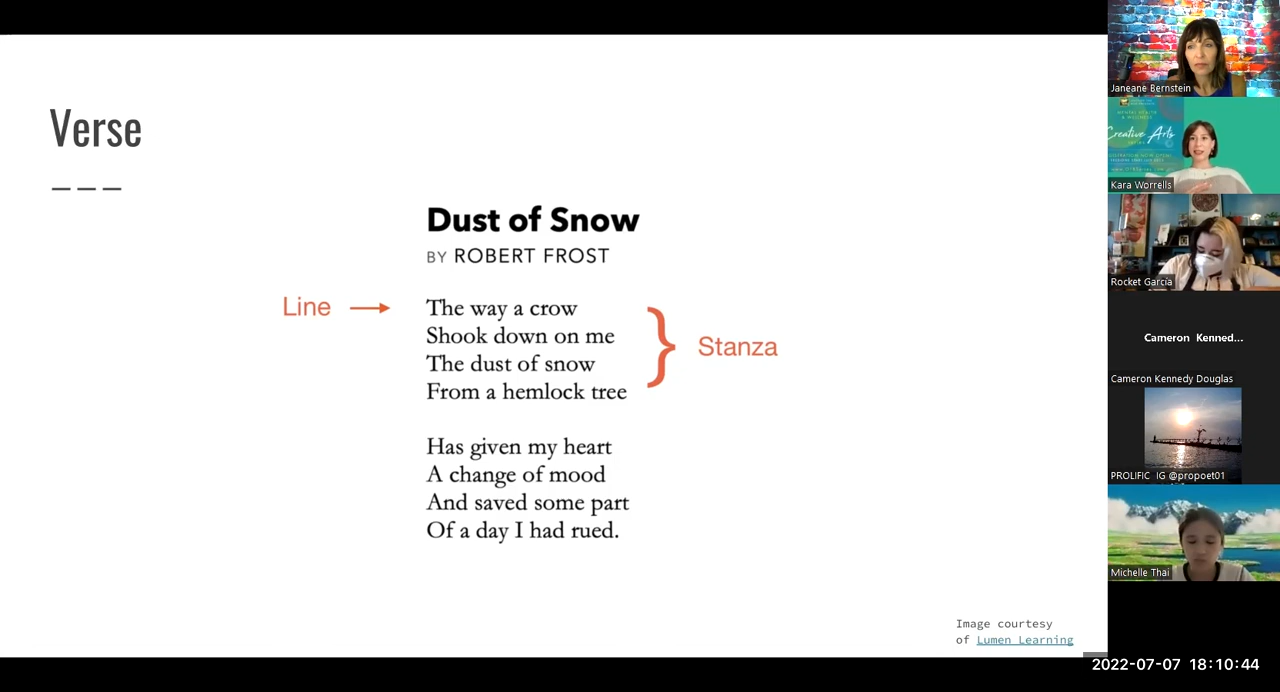 Verse
Dust of Snow
BY ROBERT FROST
Line
The way a crow
Shook down on me
The dust of snow
From a hemlock tree
Stanza
Has given my heart
A change of mood
And saved some part
Of a day I had rued.
Image courtesy
of Lumen Learning
Janeane Bernstein
Creative Arts
Kara Worrells
Rocket Garcia
Cameron Kenned...
Cameron Kennedy Douglas
PROLIFIC IG @propoet01
Michelle Thai
2022-07-07 18:10:44